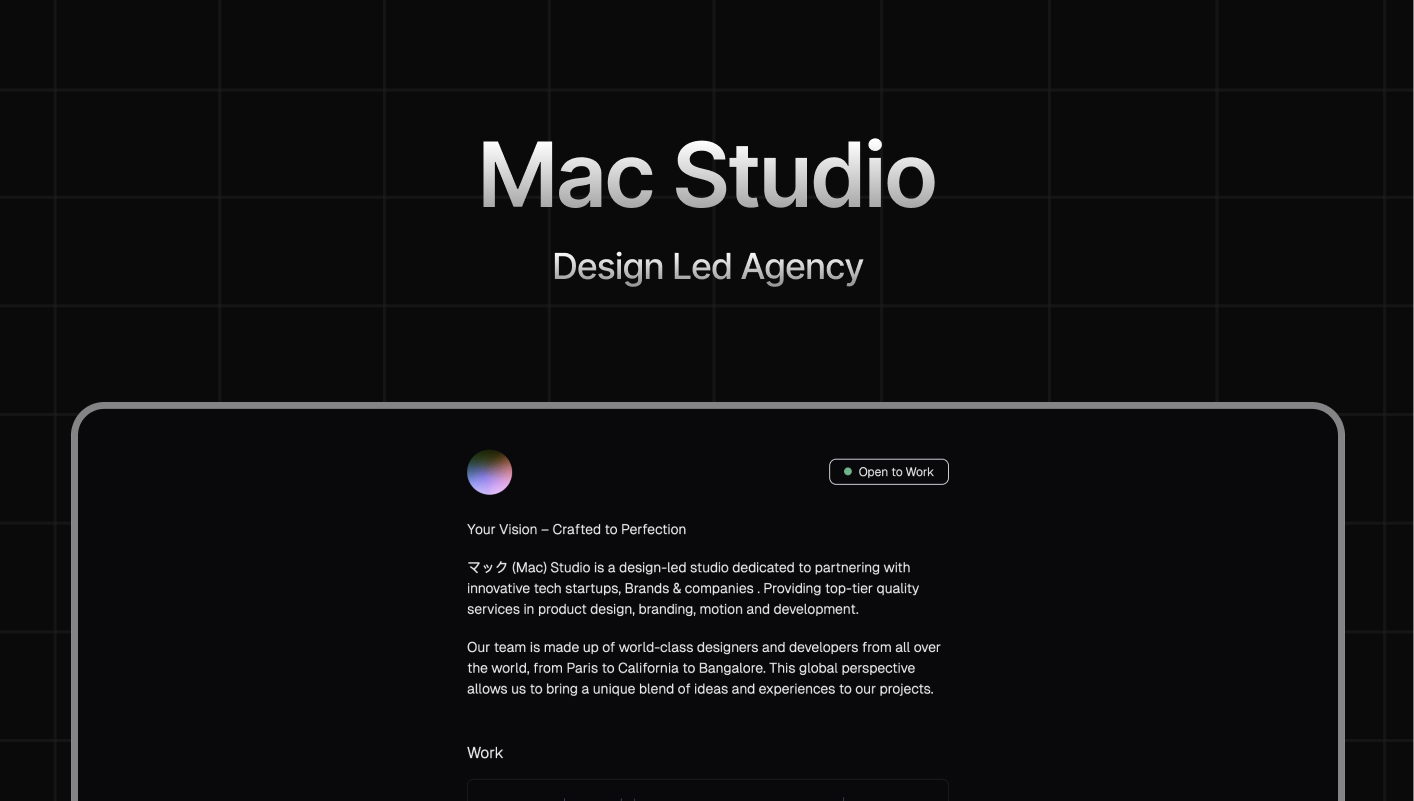 Mac Studio
Design Led Agency
Open to Work
Your Vision – Crafted to Perfection
マック (Mac) Studio is a design-led studio dedicated to partnering with
innovative tech startups, Brands & companies . Providing top-tier quality
services in product design, branding, motion and development.
Our team is made up of world-class designers and developers from all over
the world, from Paris to California to Bangalore. This global perspective
allows us to bring a unique blend of ideas and experiences to our projects.
Work